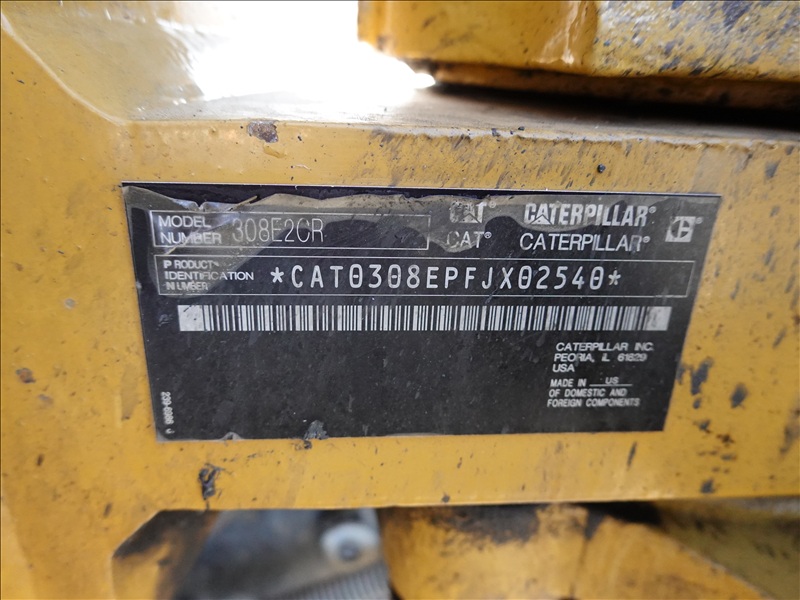 MODEL NUMBER 308E2CR
CAT® CATERPILLAR®
CAT® CATERPILLAR®
PRODUCT IDENTIFICATION NUMBER *CAT0308EPFJX02540*
CATERPILLAR INC.
PEORIA, IL 61629
USA
MADE IN US
OF DOMESTIC AND
FOREIGN COMPONENTS